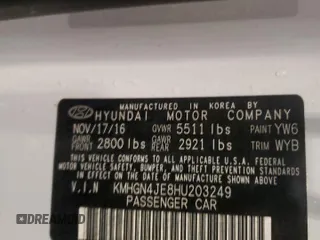 MANUFACTURED IN KOREA
HYUNDAI MOTOR COMPANY
NOV/17/16 GVWR 5511 lbs PAINT YW6
GAWR FRONT 2800 lbs GAWR REAR 2921 lbs TRIM WYB
THIS VEHICLE CONFORMS TO ALL APPLICABLE FEDERAL
MOTOR VEHICLE SAFETY, BUMPER, AND THEFT PREVENTION
STANDARDS IN EFFECT ON THE DATE OF MANUFACTURE
SHOWN ABOVE.
V.I.N KMHGN4JE8HU203249
PASSENGER CAR